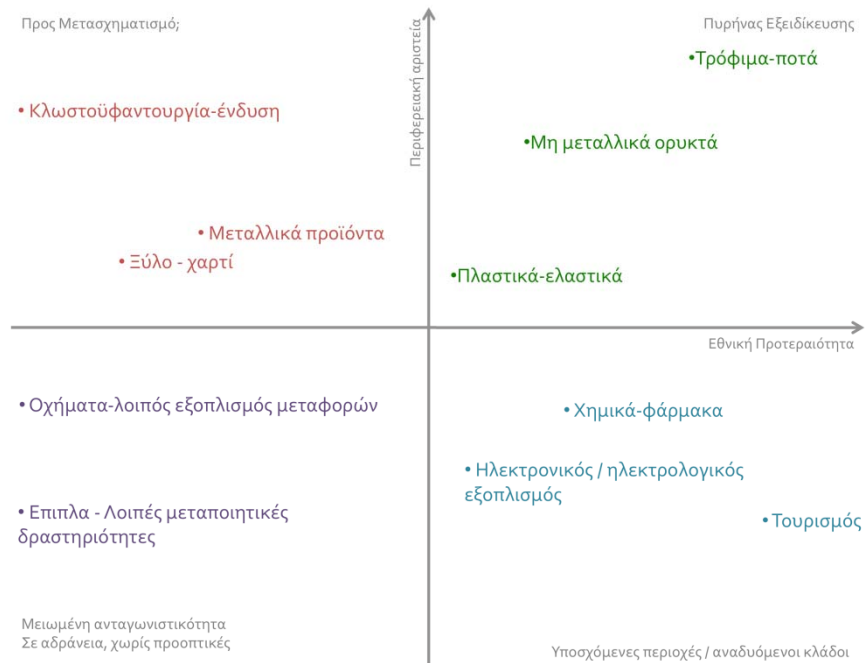 Προς Μετασχηματισμό;
Πυρήνας Εξειδίκευσης
Περιφερειακή αριστεία
•Τρόφιμα-ποτά
• Κλωστοϋφαντουργία-ένδυση
•Μη μεταλλικά ορυκτά
• Μεταλλικά προϊόντα
• Ξύλο - χαρτί
•Πλαστικά-ελαστικά
Εθνική Προτεραιότητα
• Οχήματα-λοιπός εξοπλισμός μεταφορών
• Χημικά-φάρμακα
• Ηλεκτρονικός / ηλεκτρολογικός
εξοπλισμός
• Επιπλα - Λοιπές μεταποιητικές
δραστηριότητες
• Τουρισμός
Μειωμένη ανταγωνιστικότητα
Σε αδράνεια, χωρίς προοπτικές
Υποσχόμενες περιοχές / αναδυόμενοι κλάδοι